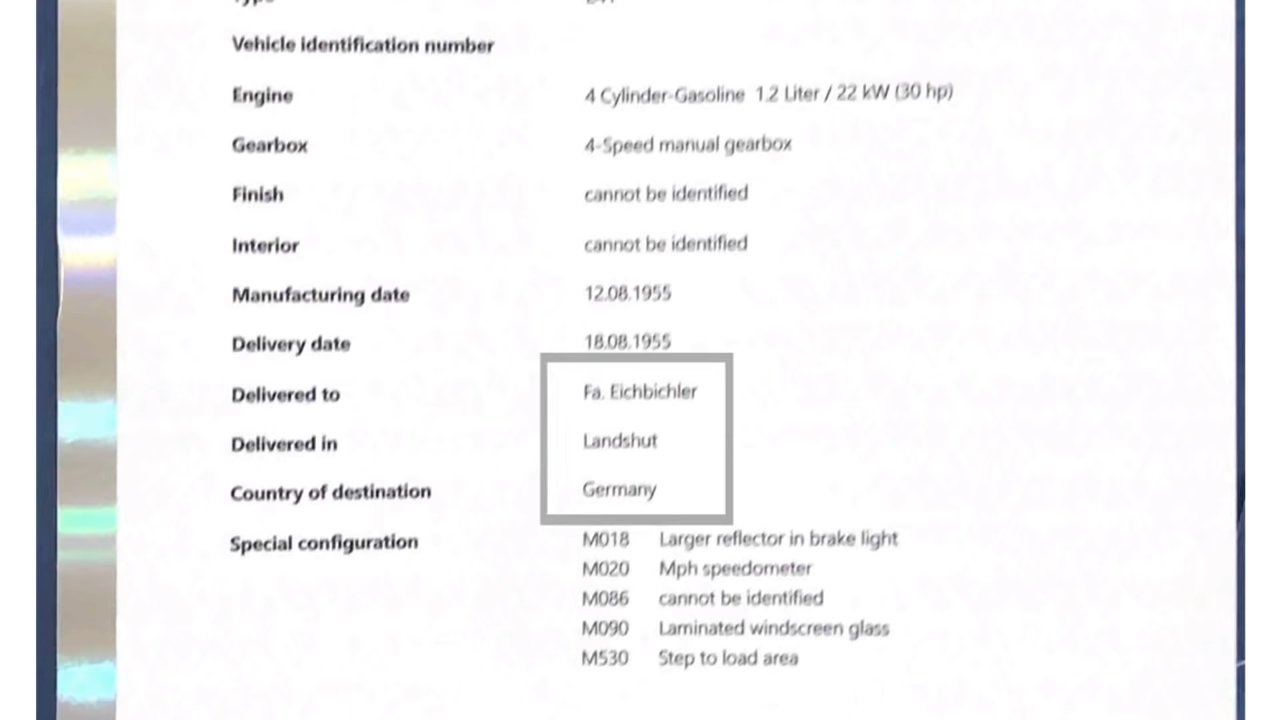 Vehicle identification number
Engine 4 Cylinder-Gasoline 1.2 Liter / 22 kW (30 hp)
Gearbox 4-Speed manual gearbox
Finish cannot be identified
Interior cannot be identified
Manufacturing date 12.08.1955
Delivery date 18.08.1955
Delivered to Fa. Eichbichler
Delivered in Landshut
Country of destination Germany
Special configuration M018 Larger reflector in brake light
M020 Mph speedometer
M086 cannot be identified
M090 Laminated windscreen glass
M530 Step to load area